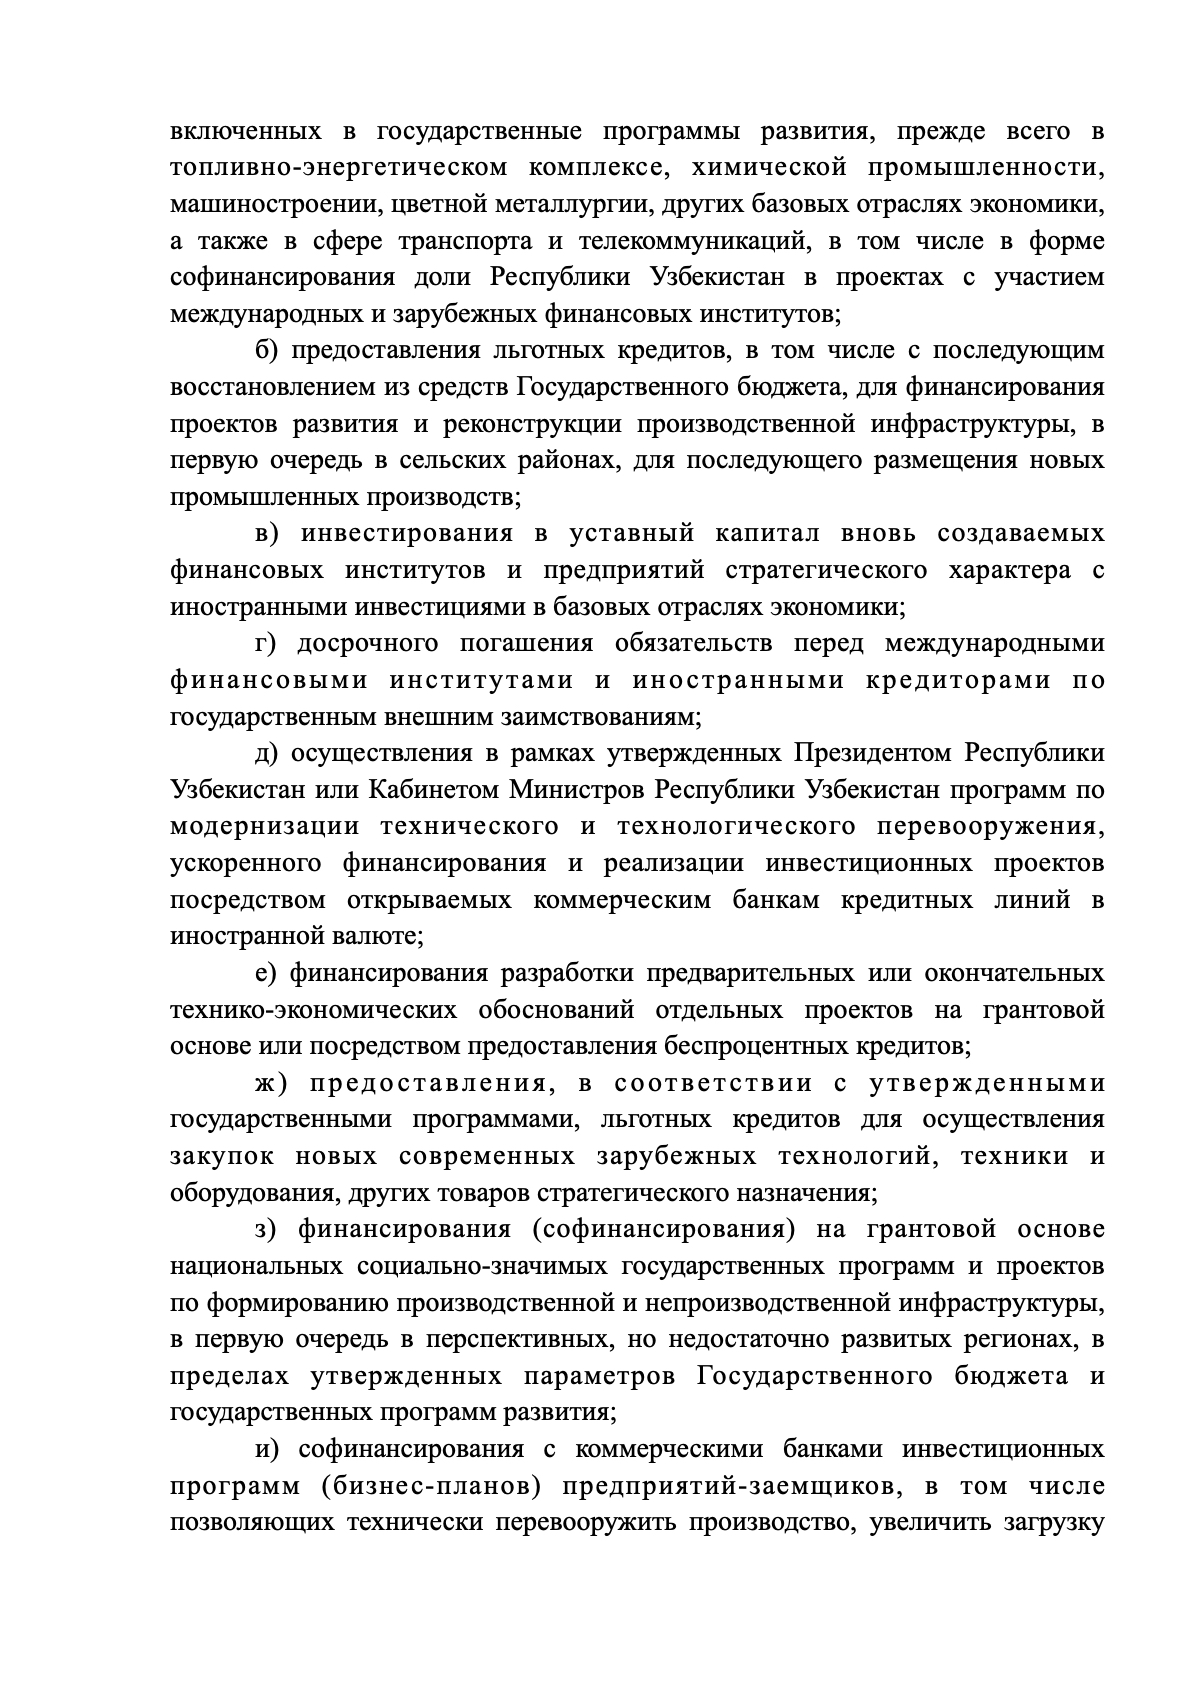 включенных в государственные программы развития, прежде всего в
топливно-энергетическом комплексе, химической промышленности,
машиностроении, цветной металлургии, других базовых отраслях экономики,
а также в сфере транспорта и телекоммуникаций, в том числе в форме
софинансирования доли Республики Узбекистан в проектах с участием
международных и зарубежных финансовых институтов;
б) предоставления льготных кредитов, в том числе с последующим
восстановлением из средств Государственного бюджета, для финансирования
проектов развития и реконструкции производственной инфраструктуры, в
первую очередь в сельских районах, для последующего размещения новых
промышленных производств;
в) инвестирования в уставный капитал вновь создаваемых
финансовых институтов и предприятий стратегического характера с
иностранными инвестициями в базовых отраслях экономики;
г) досрочного погашения обязательств перед международными
финансовыми институтами и иностранными кредиторами по
государственным внешним заимствованиям;
д) осуществления в рамках утвержденных Президентом Республики
Узбекистан или Кабинетом Министров Республики Узбекистан программ по
модернизации технического и технологического перевооружения,
ускоренного финансирования и реализации инвестиционных проектов
посредством открываемых коммерческим банкам кредитных линий в
иностранной валюте;
е) финансирования разработки предварительных или окончательных
технико-экономических обоснований отдельных проектов на грантовой
основе или посредством предоставления беспроцентных кредитов;
ж) предоставления, в соответствии с утвержденными
государственными программами, льготных кредитов для осуществления
закупок новых современных зарубежных технологий, техники и
оборудования, других товаров стратегического назначения;
з) финансирования (софинансирования) на грантовой основе
национальных социально-значимых государственных программ и проектов
по формированию производственной и непроизводственной инфраструктуры,
в первую очередь в перспективных, но недостаточно развитых регионах, в
пределах утвержденных параметров Государственного бюджета и
государственных программ развития;
и) софинансирования с коммерческими банками инвестиционных
программ (бизнес-планов) предприятий-заемщиков, в том числе
позволяющих технически перевооружить производство, увеличить загрузку